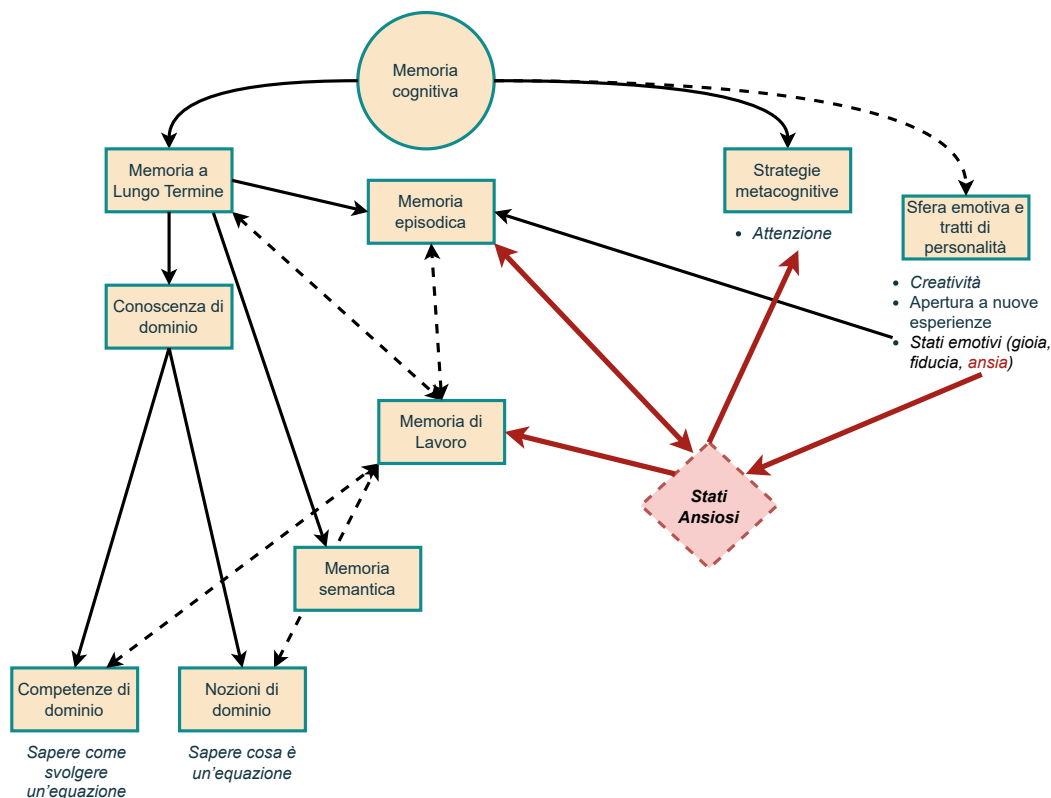 Memoria
cognitiva
Memoria a
Lungo Termine
Memoria
episodica
Strategie
metacognitive
• Attenzione
Sfera emotiva e
tratti di
personalità
• Creatività
• Apertura a nuove
esperienze
• Stati emotivi (gioia,
fiducia, ansia)
Conoscenza di
dominio
Memoria di
Lavoro
Stati
Ansiosi
Memoria
semantica
Competenze di
dominio
Nozioni di
dominio
Sapere come
svolgere
un'equazione
Sapere cosa è
un'equazione